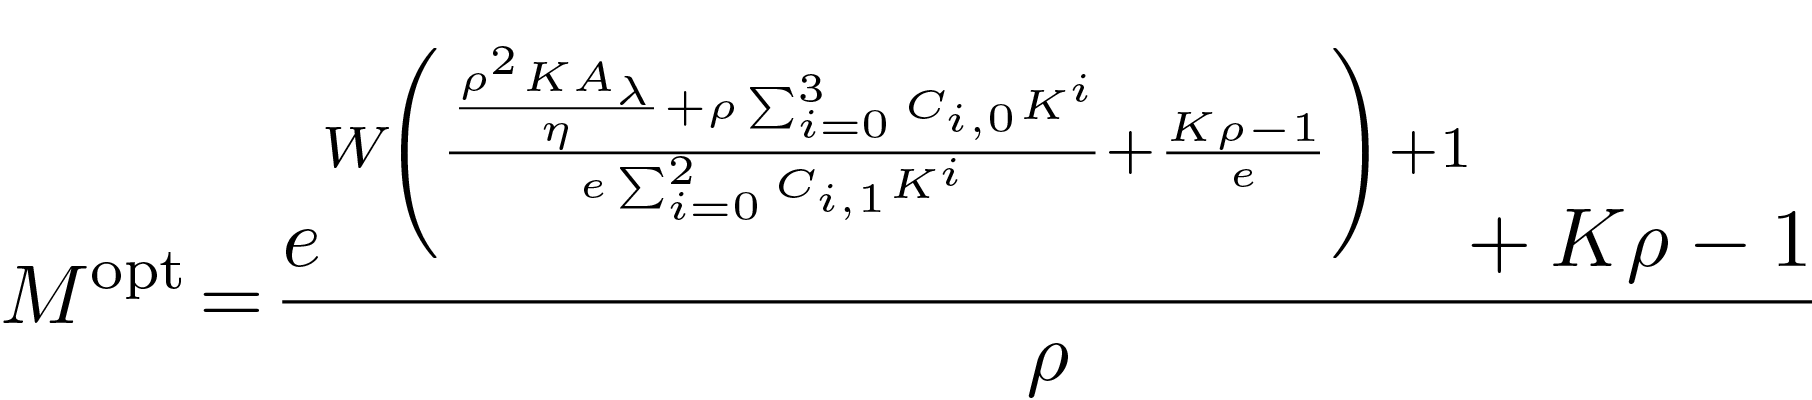 $M^{\text{opt}} = \frac{e^{W\left(\frac{\frac{\rho^2 K A_\lambda}{\eta} + \rho \sum_{i=0}^{3} C_{i,0} K^i}{e \sum_{i=0}^{2} C_{i,1} K^i} + \frac{K\rho - 1}{e}\right) + 1} + K\rho - 1}{\rho}$